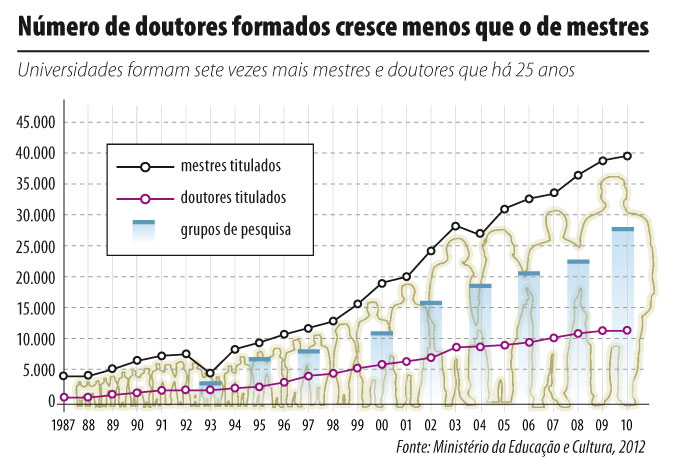 Número de doutores formados cresce menos que o de mestres
Universidades formam sete vezes mais mestres e doutores que há 25 anos
45.000
40.000
35.000
30.000
25.000
20.000
15.000
10.000
5.000
0
mestres titulados
doutores titulados
grupos de pesquisa
1987 88 89 90 91 92 93 94 95 96 97 98 99 00 01 02 03 04 05 06 07 08 09 10
Fonte: Ministério da Educação e Cultura, 2012